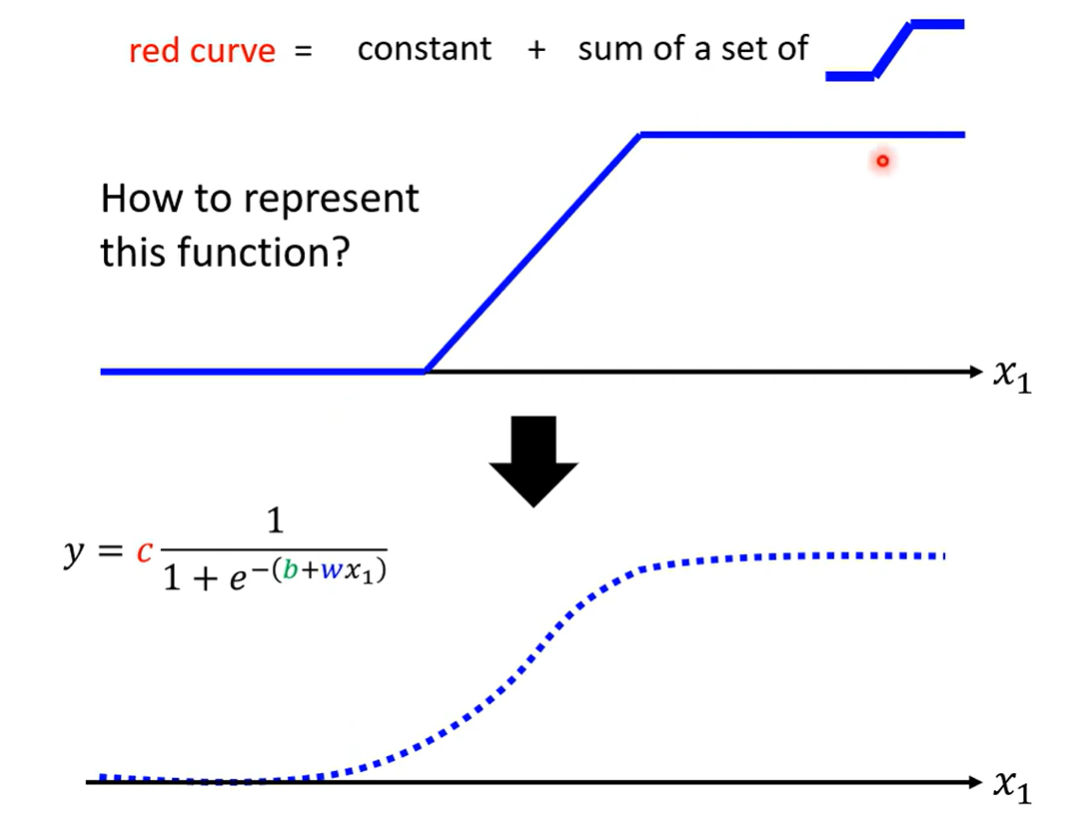 red curve = constant + sum of a set of
How to represent
this function?
x₁
y = c 1/(1 + e^−(b+wx₁))
x₁